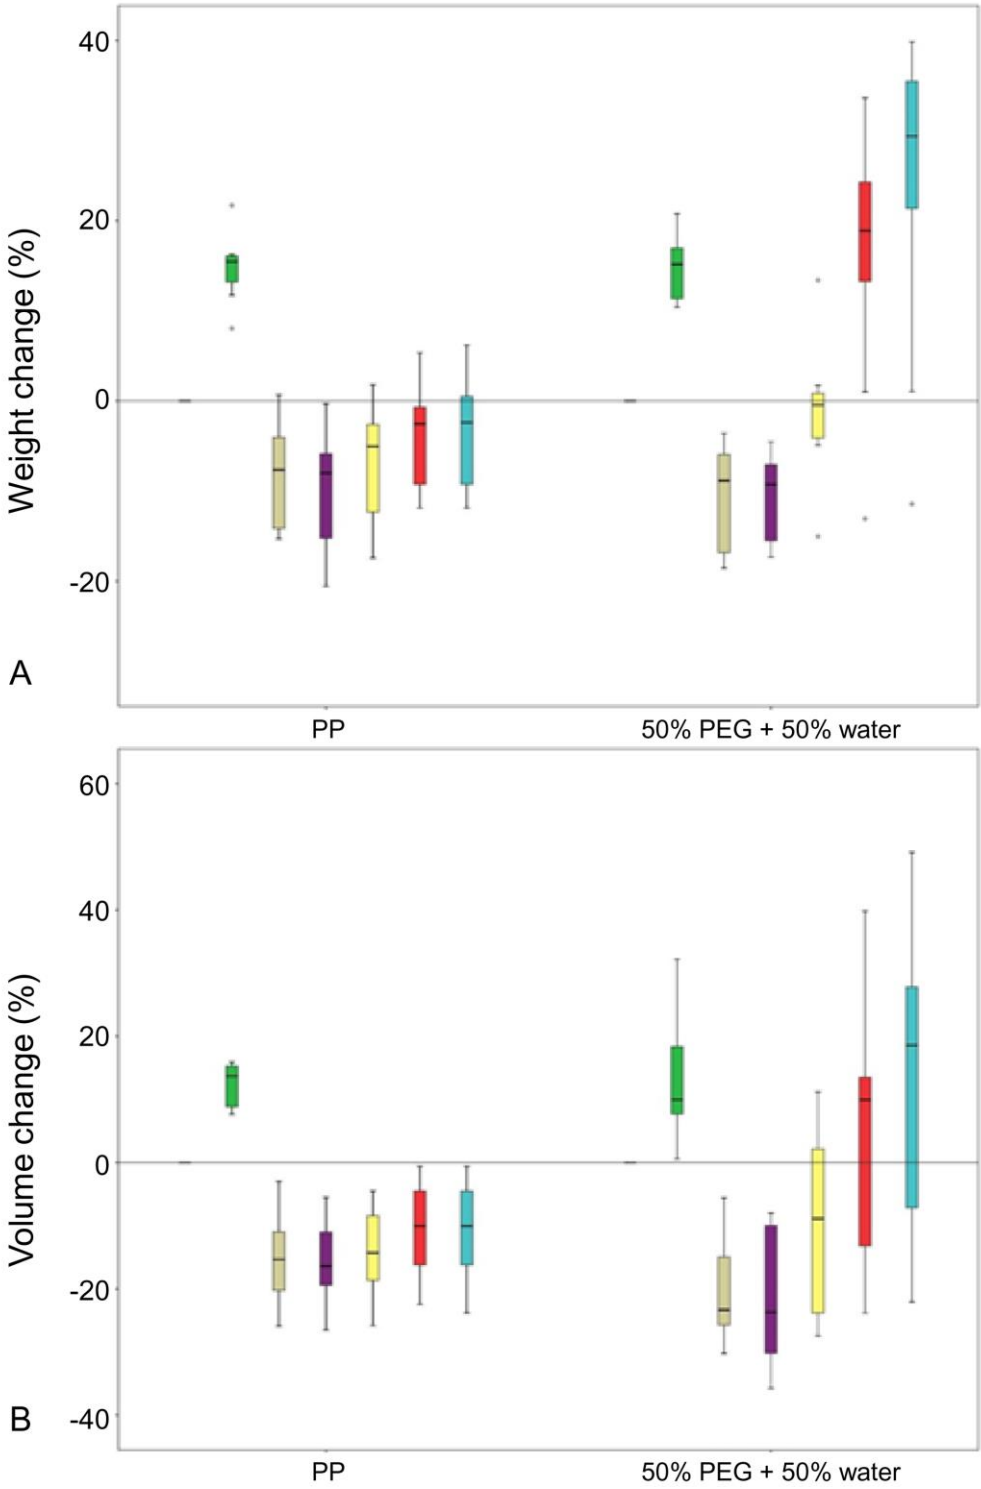 40
20
0
-20
Weight change (%)
A
PP
50% PEG + 50% water
60
40
20
0
-20
-40
Volume change (%)
B
PP
50% PEG + 50% water